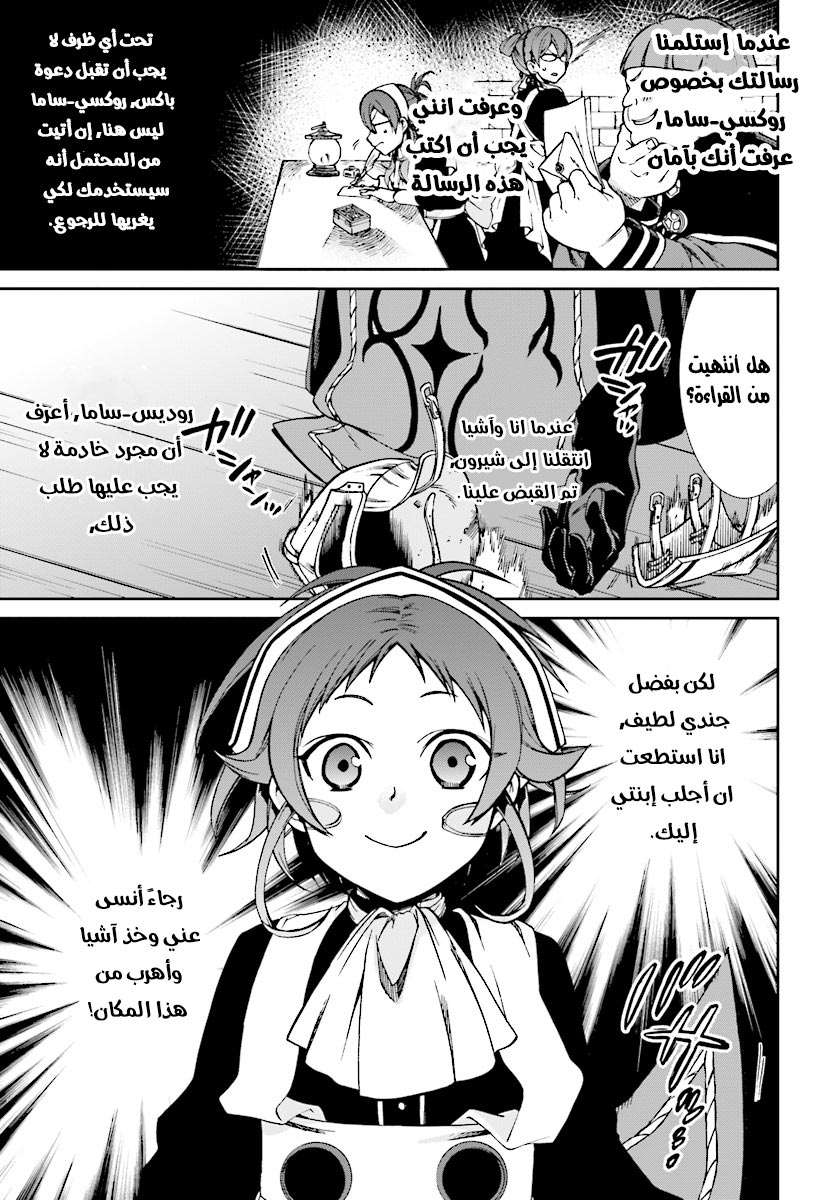 عندما إستلمنا
رسالتك بخصوص
روكسي-ساما,
عرفت أنك بآمان
وعرفت انني
يجب أن اكتب
هذه الرسالة
تحت أي ظرف لا
يجب أن تقبل دعوة
باكس, روكسي-ساما
ليس هنا, إن أتيت
من المحتمل أنه
سيستخدمك لكي
يغريها للرجوع.
هل أنتهيت
من القراءة؟
عندما انا وآشيا
انتقلنا إلى شيرون,
تم القبض علينا.
روديس-ساما, أعرف
أن مجرد خادمة لا
يجب عليها طلب
ذلك,
لكن بفضل
جندي لطيف,
انا استطعت
ان أجلب إبنتي
إليك.
رجاءً أنسى
عني وخذ آشيا
وأهرب من
هذا المكان!